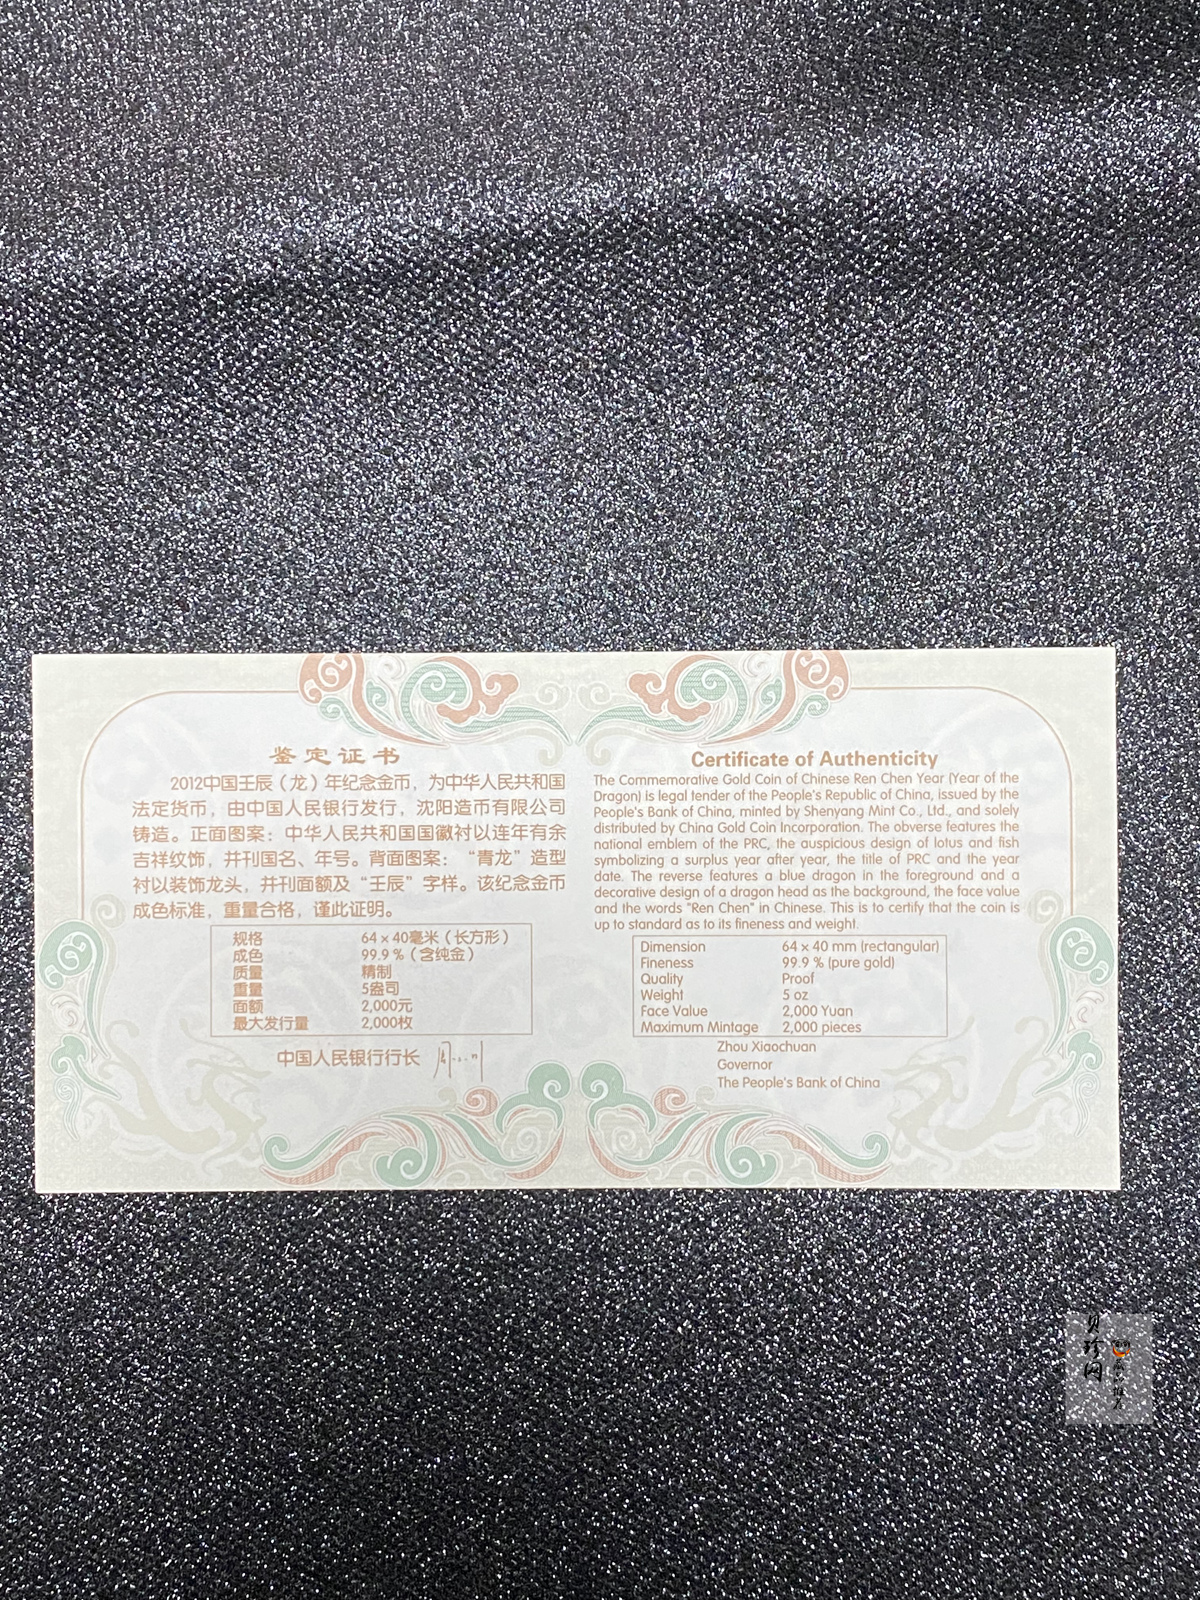 鉴定证书
2012中国壬辰（龙）年纪念金币，为中华人民共和国
法定货币，由中国人民银行发行，沈阳造币有限公司
铸造。正面图案：中华人民共和国国徽衬以连年有余
吉祥纹饰，并刊国名、年号。背面图案：“青龙”造型
衬以装饰龙头，并刊面额及“壬辰”字样。该纪念金币
成色标准，重量合格，谨此证明。
规格 64×40毫米（长方形）
成色 99.9%（含纯金）
质量 精制
重量 5盎司
面额 2,000元
最大发行量 2,000枚
中国人民银行行长
Certificate of Authenticity
The Commemorative Gold Coin of Chinese Ren Chen Year (Year of the
Dragon) is legal tender of the People's Republic of China, issued by the
People's Bank of China, minted by Shenyang Mint Co., Ltd., and solely
distributed by China Gold Coin Incorporation. The obverse features the
national emblem of the PRC, the auspicious design of lotus and fish
symbolizing a surplus year after year, the title of PRC and the year
date. The reverse features a blue dragon in the foreground and a
decorative design of a dragon head as the background, the face value
and the words "Ren Chen" in Chinese. This is to certify that the coin is
up to standard as to its fineness and weight.
Dimension 64 × 40 mm (rectangular)
Fineness 99.9 % (pure gold)
Quality Proof
Weight 5 oz
Face Value 2,000 Yuan
Maximum Mintage 2,000 pieces
Zhou Xiaochuan
Governor
The People's Bank of China